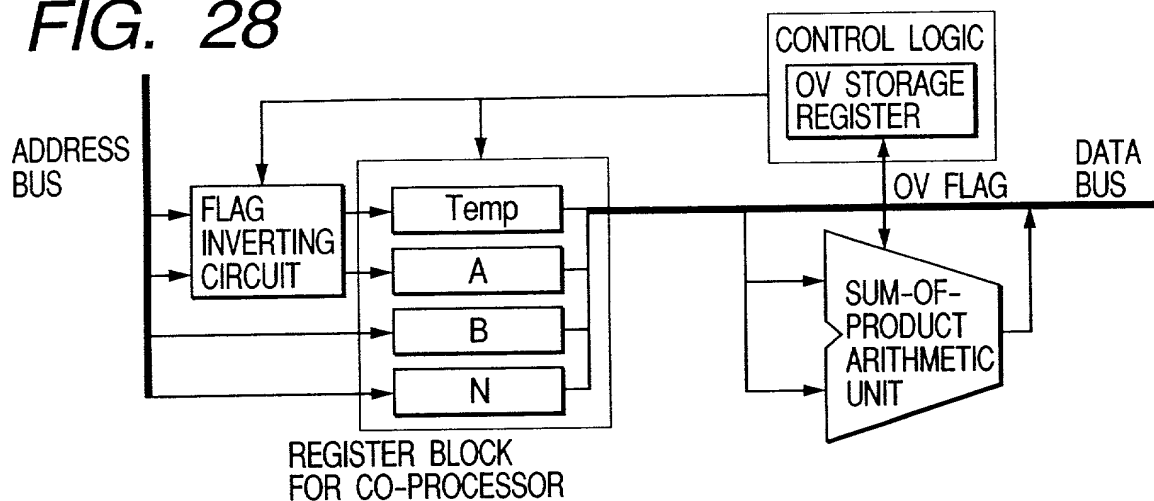 FIG. 28
CONTROL LOGIC
OV STORAGE
REGISTER
ADDRESS
BUS
DATA
BUS
OV FLAG
FLAG
INVERTING
CIRCUIT
Temp
A
B
N
SUM-OF-
PRODUCT
ARITHMETIC
UNIT
REGISTER BLOCK
FOR CO-PROCESSOR